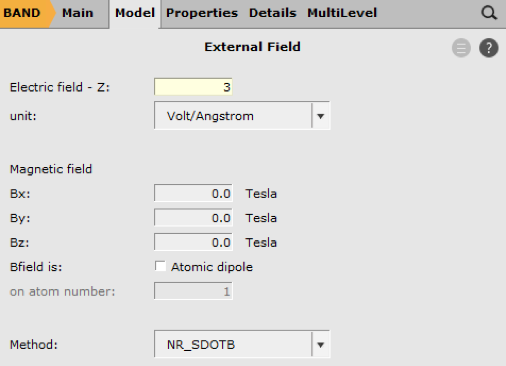 BAND Main Model Properties Details MultiLevel
External Field
?
Electric field - Z: 3
unit: Volt/Angstrom
Magnetic field
Bx: 0.0 Tesla
By: 0.0 Tesla
Bz: 0.0 Tesla
Bfield is: Atomic dipole
on atom number: 1
Method: NR_SDOTB